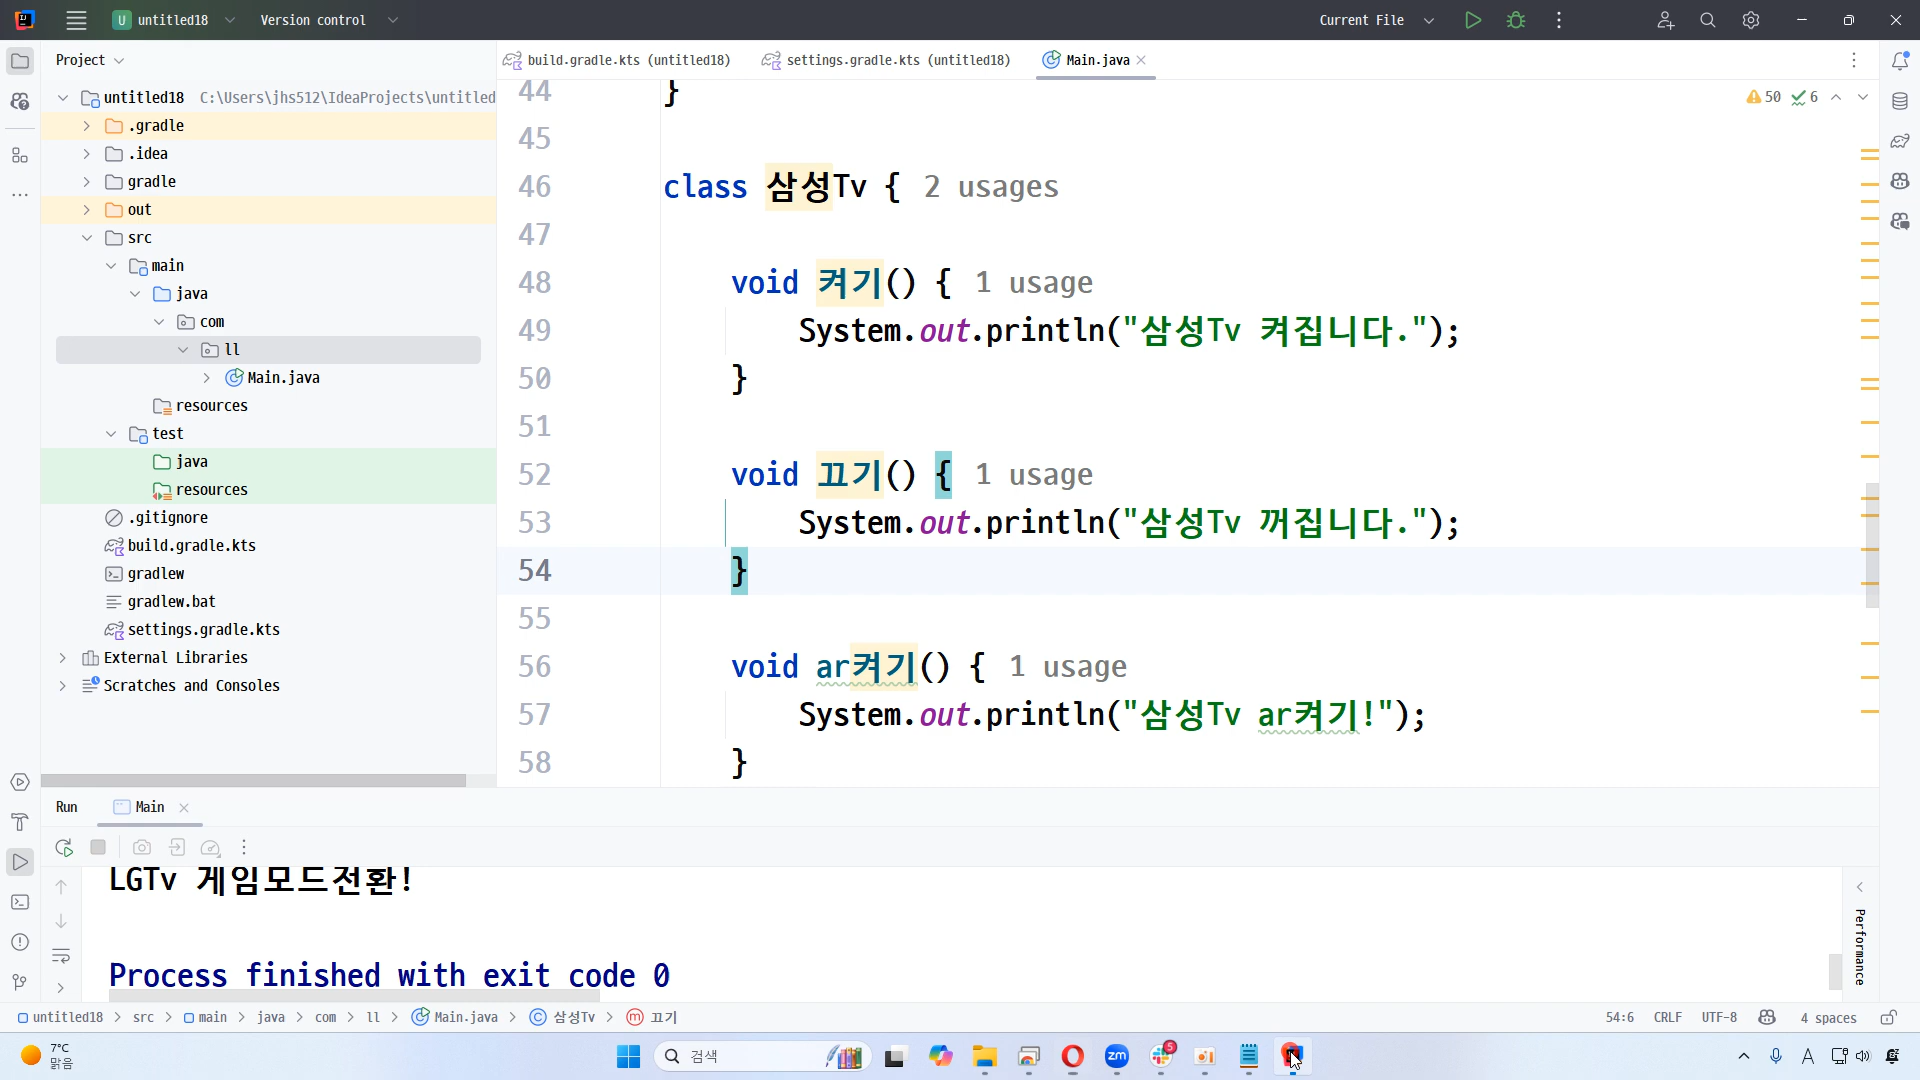 U untitled18 Version control Current File
Project build.gradle.kts (untitled18) settings.gradle.kts (untitled18) Main.java
untitled18 C:\Users\jhs512\IdeaProjects\untitled
.gradle
.idea
gradle
out
src
main
java
com
ll
Main.java
resources
test
java
resources
.gitignore
build.gradle.kts
gradlew
gradlew.bat
settings.gradle.kts
External Libraries
Scratches and Consoles
50 6
44 }
45
46 class 삼성Tv { 2 usages
47
48 void 켜기() { 1 usage
49 System.out.println("삼성Tv 켜집니다.");
50 }
51
52 void 끄기() { 1 usage
53 System.out.println("삼성Tv 꺼집니다.");
54 }
55
56 void ar켜기() { 1 usage
57 System.out.println("삼성Tv ar켜기!");
58 }
Run Main
LGTv 게임모드전환!
Process finished with exit code 0
Performance
untitled18 > src > main > java > com > ll > Main.java > 삼성Tv > 끄기 54:6 CRLF UTF-8 4 spaces
7°C
맑음
검색
zm
5
A